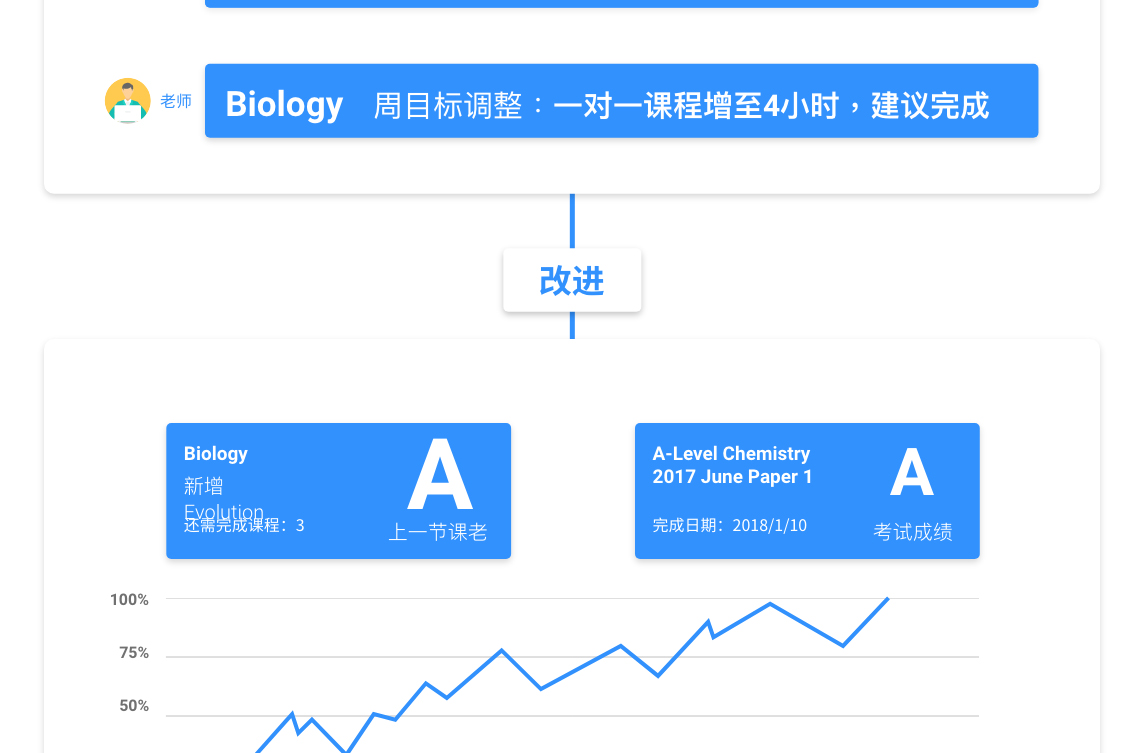 老师
Biology 周目标调整：一对一课程增至4小时，建议完成
改进
Biology
新增
Evolution
还需完成课程：3
A
上一节课老
A-Level Chemistry
2017 June Paper 1
完成日期：2018/1/10
A
考试成绩
100%
75%
50%